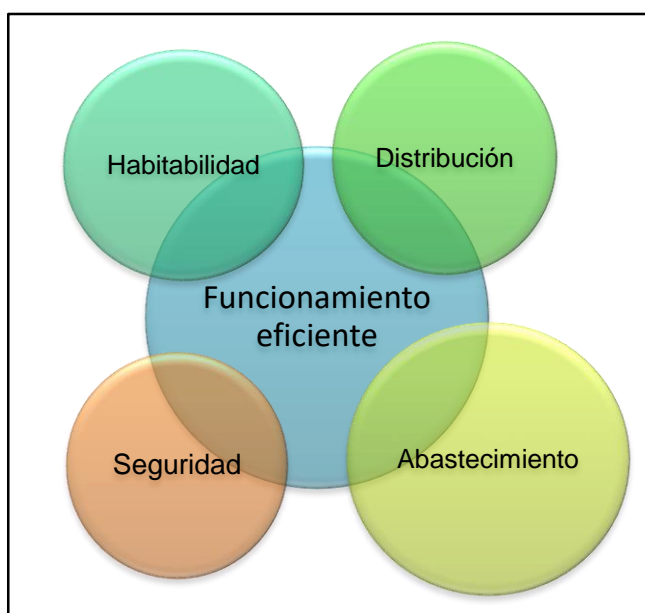 Habitabilidad
Distribución
Funcionamiento
eficiente
Seguridad
Abastecimiento